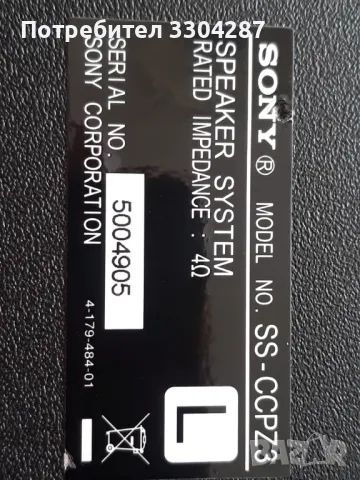 Потребител 3304287
SONY® MODEL NO. SS-CCPZ3
SPEAKER SYSTEM
RATED IMPEDANCE : 4Ω
SERIAL NO. 5004905
SONY CORPORATION
4-179-484-01
L
BAZAR